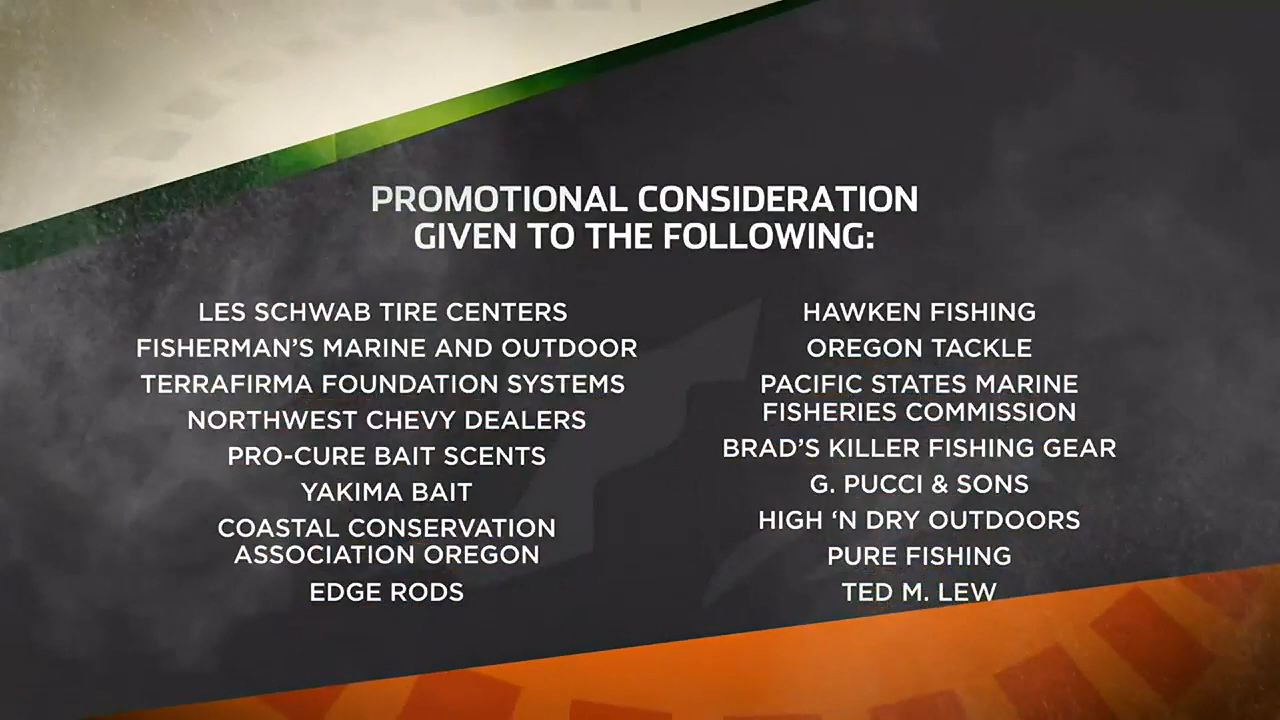 PROMOTIONAL CONSIDERATION
GIVEN TO THE FOLLOWING:
LES SCHWAB TIRE CENTERS
FISHERMAN’S MARINE AND OUTDOOR
TERRAFIRMA FOUNDATION SYSTEMS
NORTHWEST CHEVY DEALERS
PRO-CURE BAIT SCENTS
YAKIMA BAIT
COASTAL CONSERVATION
ASSOCIATION OREGON
EDGE RODS
HAWKEN FISHING
OREGON TACKLE
PACIFIC STATES MARINE
FISHERIES COMMISSION
BRAD’S KILLER FISHING GEAR
G. PUCCI & SONS
HIGH ‘N DRY OUTDOORS
PURE FISHING
TED M. LEW